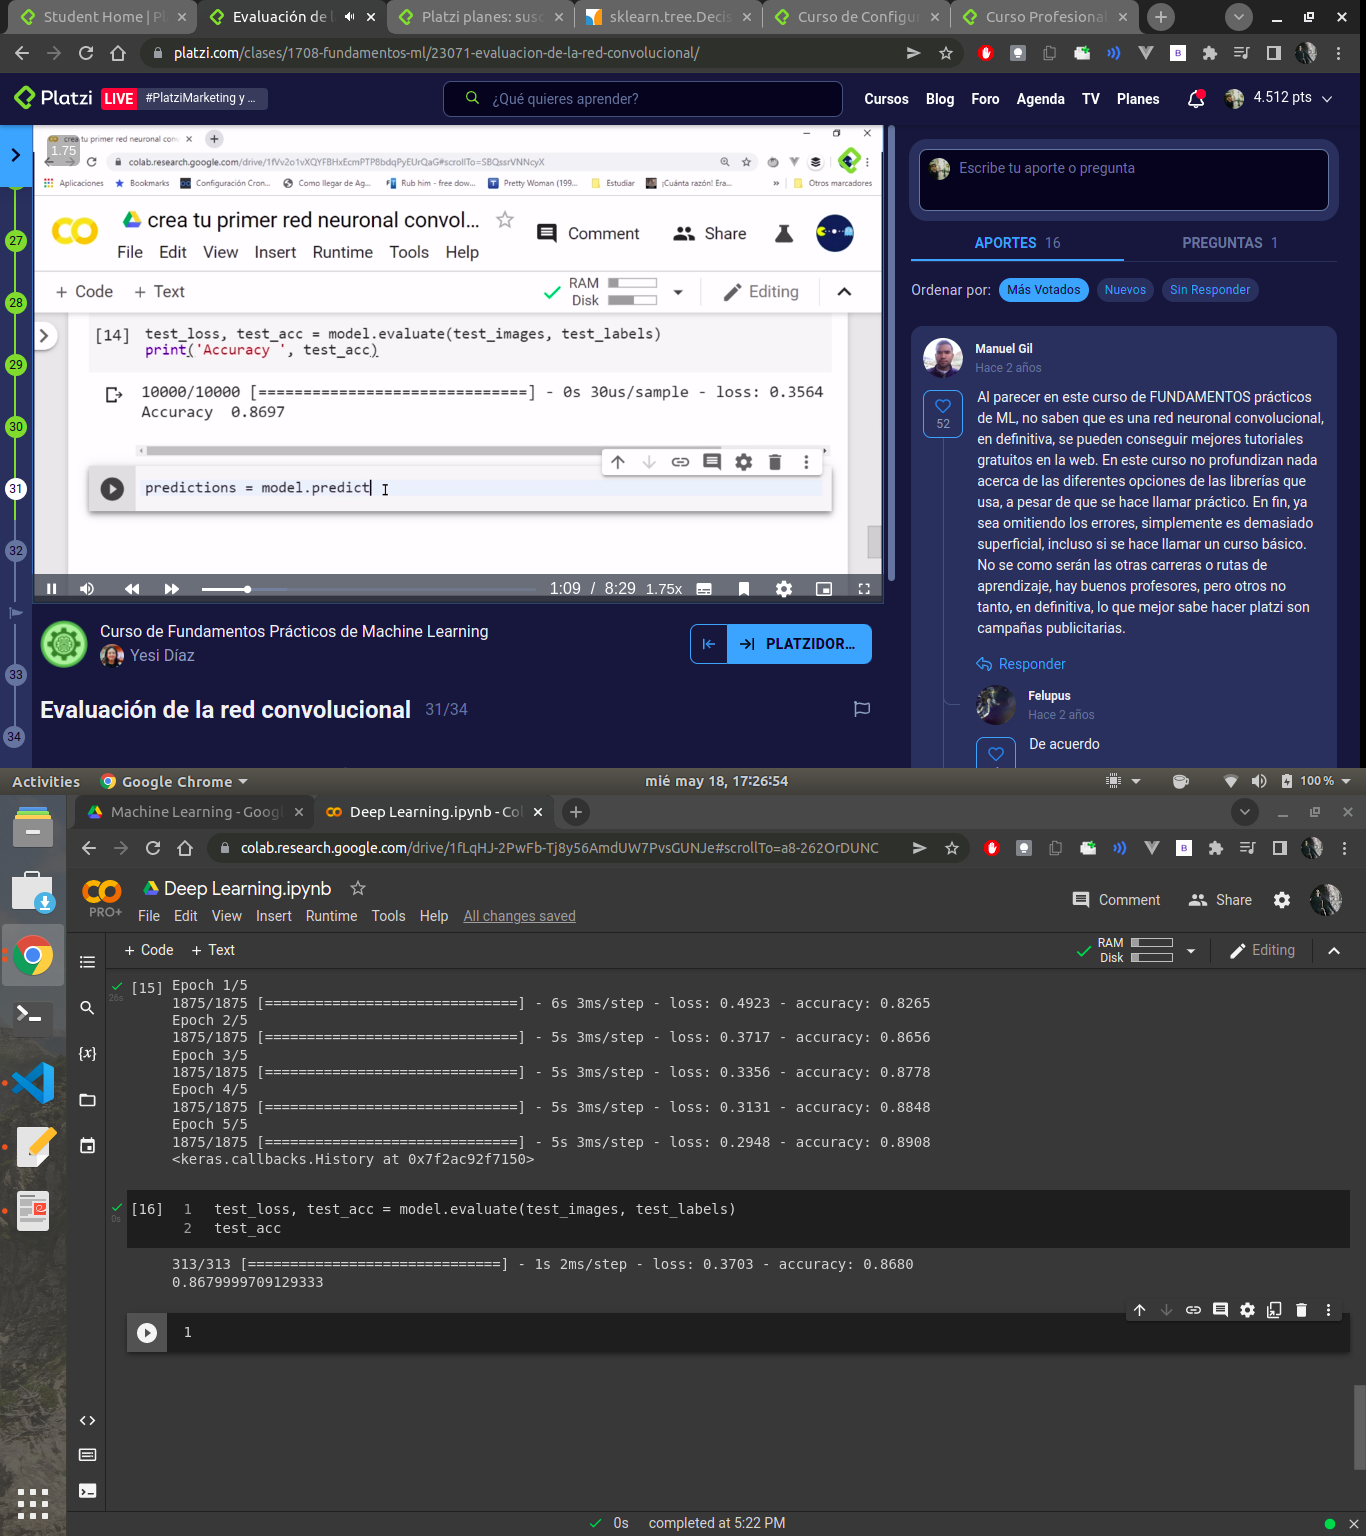 Student Home | Pl
Evaluación de l
Platzi planes: susc
sklearn.tree.Decis
Curso de Configur
Curso Profesional
platzi.com/clases/1708-fundamentos-ml/23071-evaluacion-de-la-red-convolucional/
Platzi
LIVE
#PlatziMarketing y ...
¿Qué quieres aprender?
Cursos
Blog
Foro
Agenda
TV
Planes
4.512 pts
27
28
29
30
31
32
33
34
crea tu primer red neuronal con
1.75
colab.research.google.com/drive/1fVv2o1vXQYFBHxEcmPTP8bdqPyEUrQaG#scrollTo=SBQssrVNNcyX
Aplicaciones
Bookmarks
Configuración Cron...
Como llegar de Ag...
Rub him - free dow...
Pretty Woman (199...
Estudiar
¡Cuánta razón! Era...
»
Otros marcadores
crea tu primer red neuronal convol...
File Edit View Insert Runtime Tools Help
Comment
Share
+ Code + Text
RAM
Disk
Editing
[14] test_loss, test_acc = model.evaluate(test_images, test_labels)
print('Accuracy ', test_acc)
10000/10000 [==============================] - 0s 30us/sample - loss: 0.3564
Accuracy 0.8697
predictions = model.predict
1:09 / 8:29 1.75x
Curso de Fundamentos Prácticos de Machine Learning
Yesi Díaz
PLATZIDOR...
Evaluación de la red convolucional 31/34
Escribe tu aporte o pregunta
APORTES 16
PREGUNTAS 1
Ordenar por: Más Votados Nuevos Sin Responder
Manuel Gil
Hace 2 años
52
Al parecer en este curso de FUNDAMENTOS prácticos
de ML, no saben que es una red neuronal convolucional,
en definitiva, se pueden conseguir mejores tutoriales
gratuitos en la web. En este curso no profundizan nada
acerca de las diferentes opciones de las librerías que
usa, a pesar de que se hace llamar práctico. En fin, ya
sea omitiendo los errores, simplemente es demasiado
superficial, incluso si se hace llamar un curso básico.
No se como serán las otras carreras o rutas de
aprendizaje, hay buenos profesores, pero otros no
tanto, en definitiva, lo que mejor sabe hacer platzi son
campañas publicitarias.
Responder
Felupus
Hace 2 años
De acuerdo
Activities
Google Chrome
mié may 18, 17:26:54
100 %
Machine Learning - Googl
Deep Learning.ipynb - Co
colab.research.google.com/drive/1fLqHJ-2PwFb-Tj8y56AmdUW7PvsGUNJe#scrollTo=a8-262OrDUNC
PRO+
Deep Learning.ipynb
File Edit View Insert Runtime Tools Help All changes saved
Comment
Share
+ Code + Text
RAM
Disk
Editing
[15] Epoch 1/5
26s
1875/1875 [==============================] - 6s 3ms/step - loss: 0.4923 - accuracy: 0.8265
Epoch 2/5
1875/1875 [==============================] - 5s 3ms/step - loss: 0.3717 - accuracy: 0.8656
Epoch 3/5
1875/1875 [==============================] - 5s 3ms/step - loss: 0.3356 - accuracy: 0.8778
Epoch 4/5
1875/1875 [==============================] - 5s 3ms/step - loss: 0.3131 - accuracy: 0.8848
Epoch 5/5
1875/1875 [==============================] - 5s 3ms/step - loss: 0.2948 - accuracy: 0.8908
<keras.callbacks.History at 0x7f2ac92f7150>
[16] 1 test_loss, test_acc = model.evaluate(test_images, test_labels)
0s
2 test_acc
313/313 [==============================] - 1s 2ms/step - loss: 0.3703 - accuracy: 0.8680
0.8679999709129333
1
0s completed at 5:22 PM